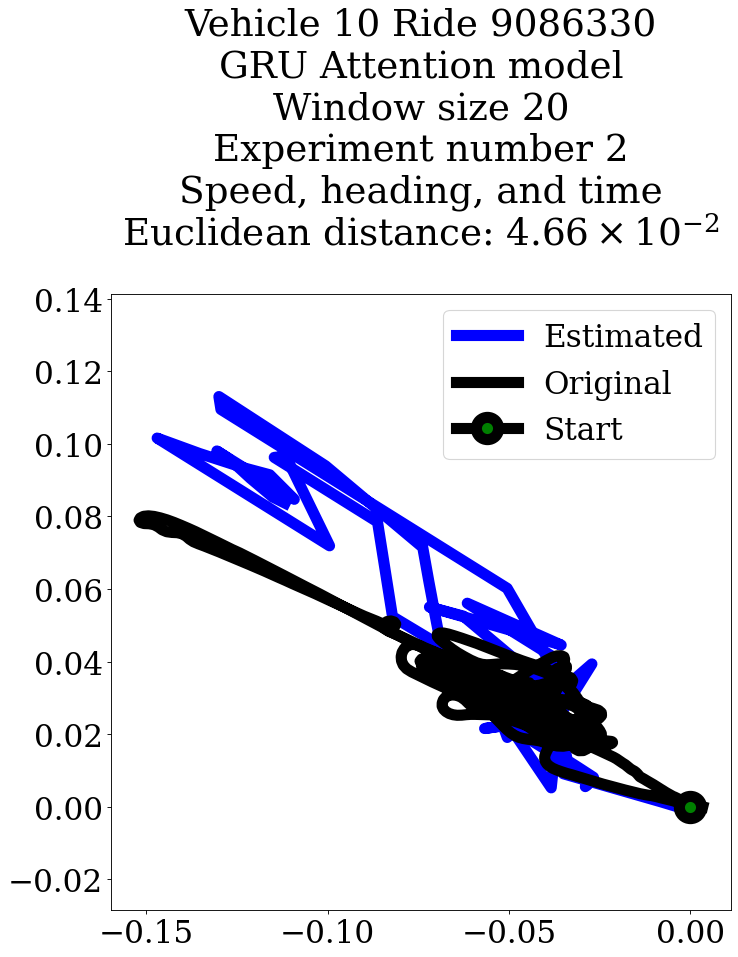 Vehicle 10 Ride 9086330
GRU Attention model
Window size 20
Experiment number 2
Speed, heading, and time
Euclidean distance: 4.66 × 10⁻²
0.14
0.12
0.10
0.08
0.06
0.04
0.02
0.00
−0.02
Estimated
Original
Start
−0.15 −0.10 −0.05 0.00